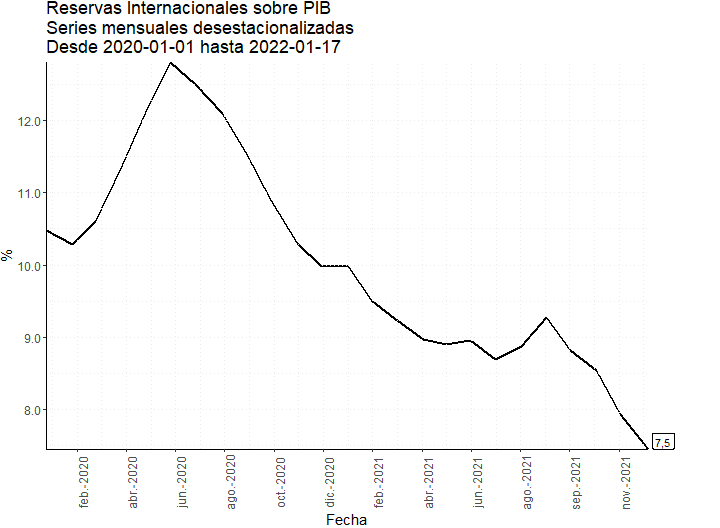 Reservas Internacionales sobre PIB
Series mensuales desestacionalizadas
Desde 2020-01-01 hasta 2022-01-17
%
12.0
11.0
10.0
9.0
8.0
7,5
feb.-2020
abr.-2020
jun.-2020
ago.-2020
oct.-2020
dic.-2020
feb.-2021
abr.-2021
jun.-2021
ago.-2021
sep.-2021
nov.-2021
Fecha